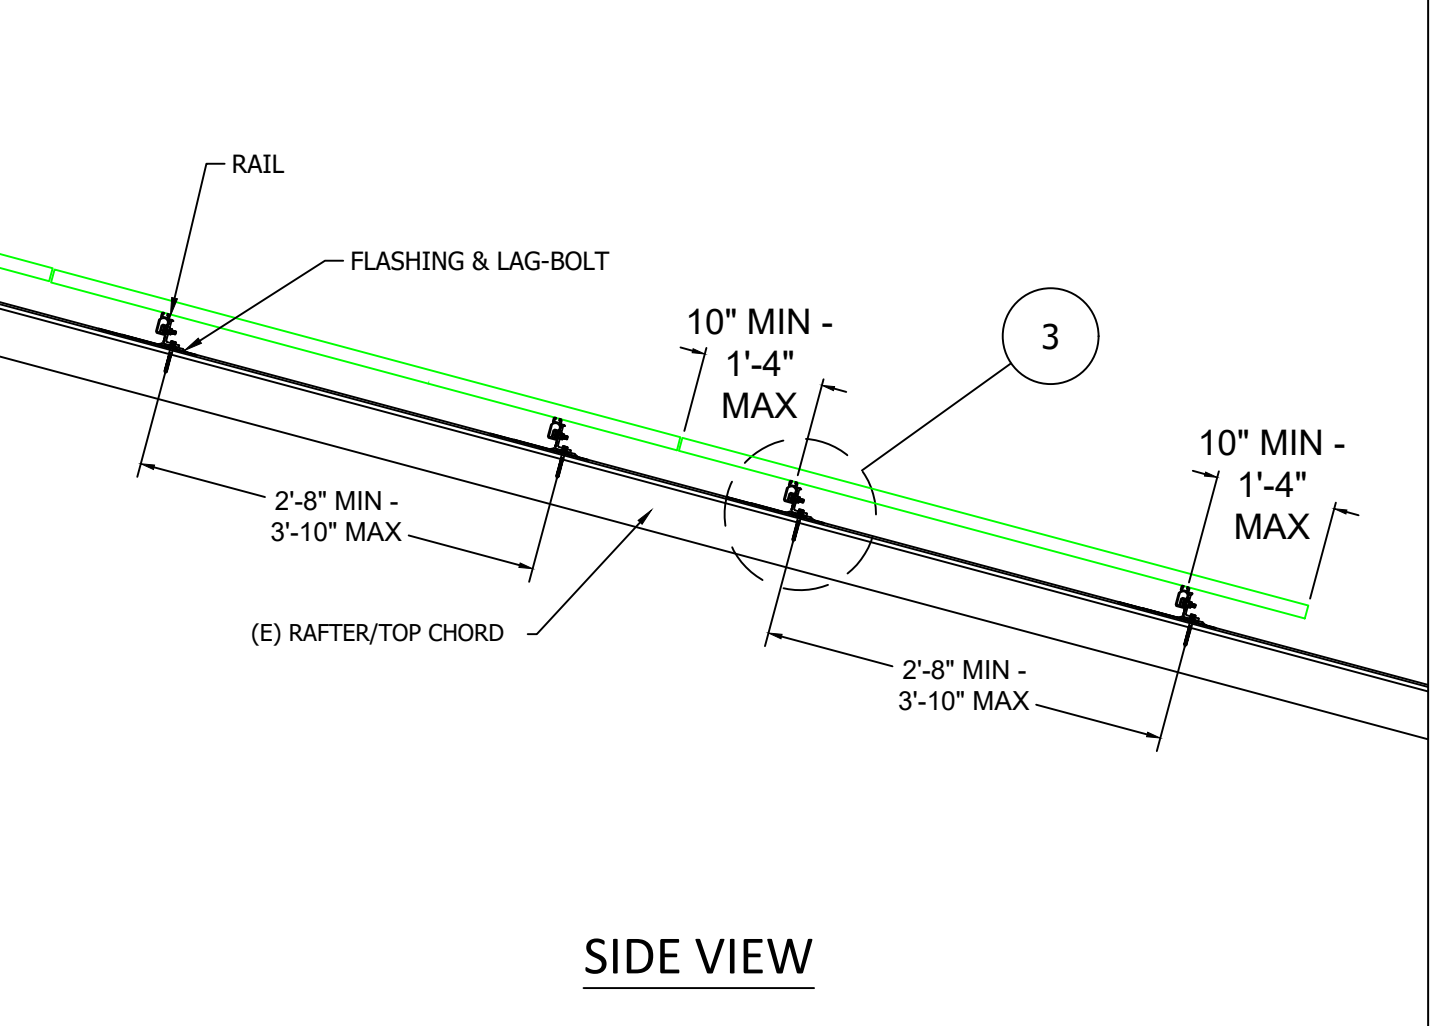 RAIL
FLASHING & LAG-BOLT
10" MIN -
1'-4"
MAX
3
10" MIN -
1'-4"
MAX
2'-8" MIN -
3'-10" MAX
(E) RAFTER/TOP CHORD
2'-8" MIN -
3'-10" MAX
SIDE VIEW